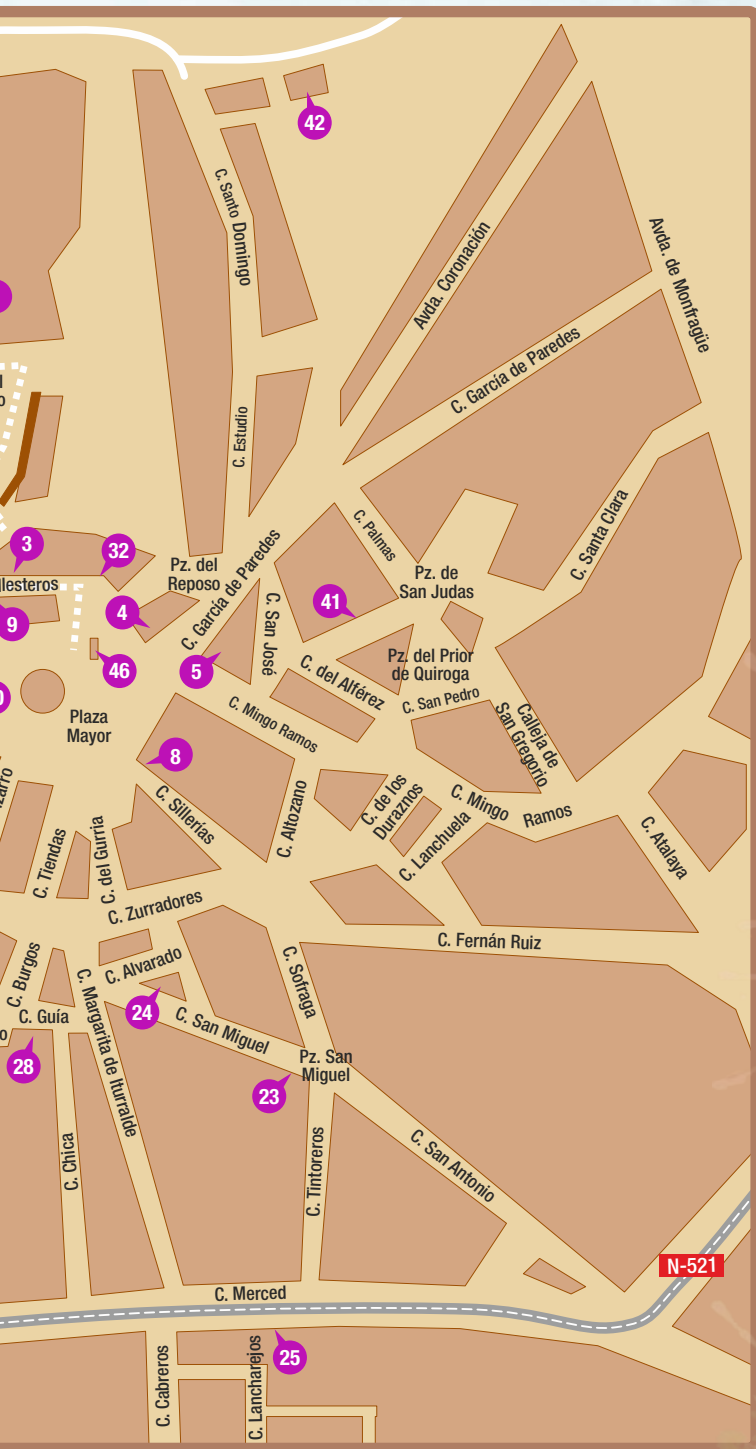 42
C. Santo Domingo
Avda. Coronación
Avda. de Monfragüe
C. García de Paredes
C. Estudio
C. Palmas
C. Santa Clara
3
32
llesteros
Pz. del
Reposo
C. García de Paredes
Pz. de
San Judas
9
4
41
C. San José
46
5
C. del Alférez
Pz. del Prior
de Quiroga
C. San Pedro
0
Plaza
Mayor
C. Mingo Ramos
Calleja de
San Gregorio
8
zarro
C. Sillerías
C. Altozano
C. de los
Duraznos
C. Mingo
Ramos
C. Tiendas
C. del Gurria
C. Lanchuela
C. Atalaya
C. Zurradores
C. Fernán Ruiz
C. Burgos
C. Alvarado
C. Sofraga
C. Margarita de Iturralde
C. Guía
24
C. San Miguel
28
Pz. San
Miguel
23
C. Chica
C. Tintoreros
C. San Antonio
N-521
C. Merced
25
C. Cabreros
C. Lancharejos